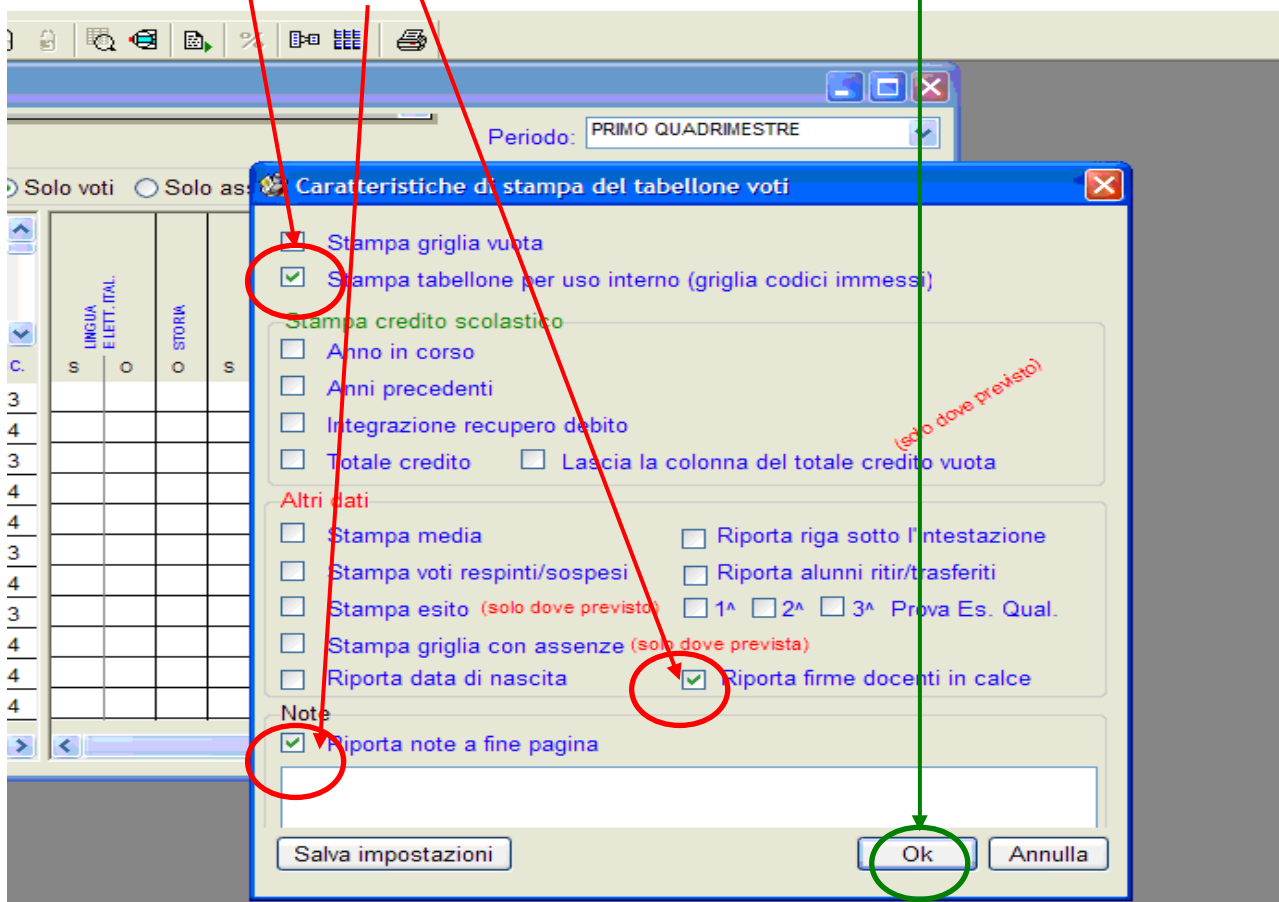 Periodo: PRIMO QUADRIMESTRE
Solo voti Solo ass
Caratteristiche di stampa del tabellone voti
Stampa griglia vuota
Stampa tabellone per uso interno (griglia codici immessi)
Stampa credito scolastico
Anno in corso
Anni precedenti
Integrazione recupero debito
(solo dove previsto)
Totale credito Lascia la colonna del totale credito vuota
Altri dati
Stampa media Riporta riga sotto l'intestazione
Stampa voti respinti/sospesi Riporta alunni ritir/trasferiti
Stampa esito (solo dove previsto) 1^ 2^ 3^ Prova Es. Qual.
Stampa griglia con assenze (solo dove prevista)
Riporta data di nascita Riporta firme docenti in calce
Note
Riporta note a fine pagina
Salva impostazioni Ok Annulla
LINGUA
E LETT. ITAL.
STORIA
C. S O O S
3
4
3
4
4
3
4
3
4
4
4